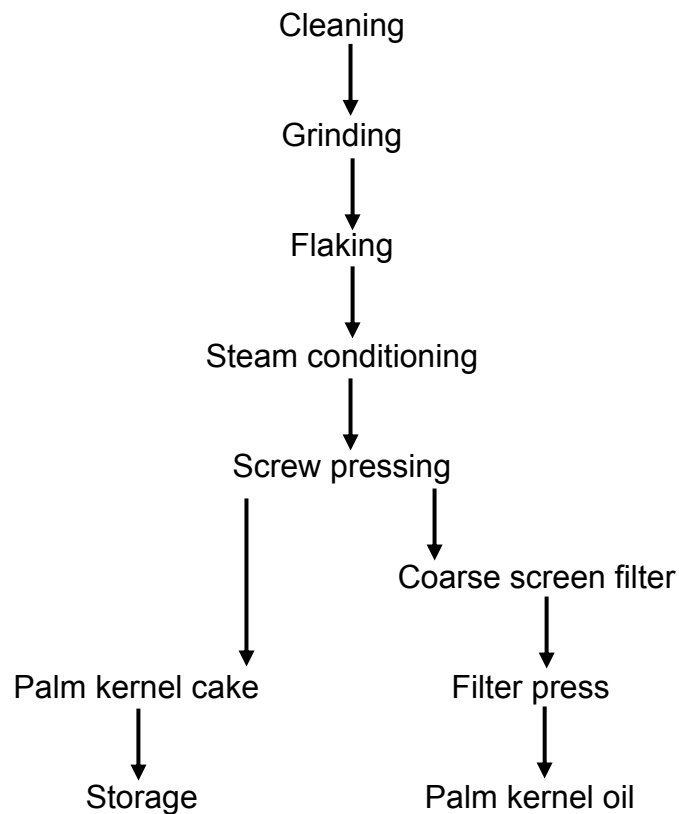 Cleaning
Grinding
Flaking
Steam conditioning
Screw pressing
Coarse screen filter
Palm kernel cake
Filter press
Storage
Palm kernel oil